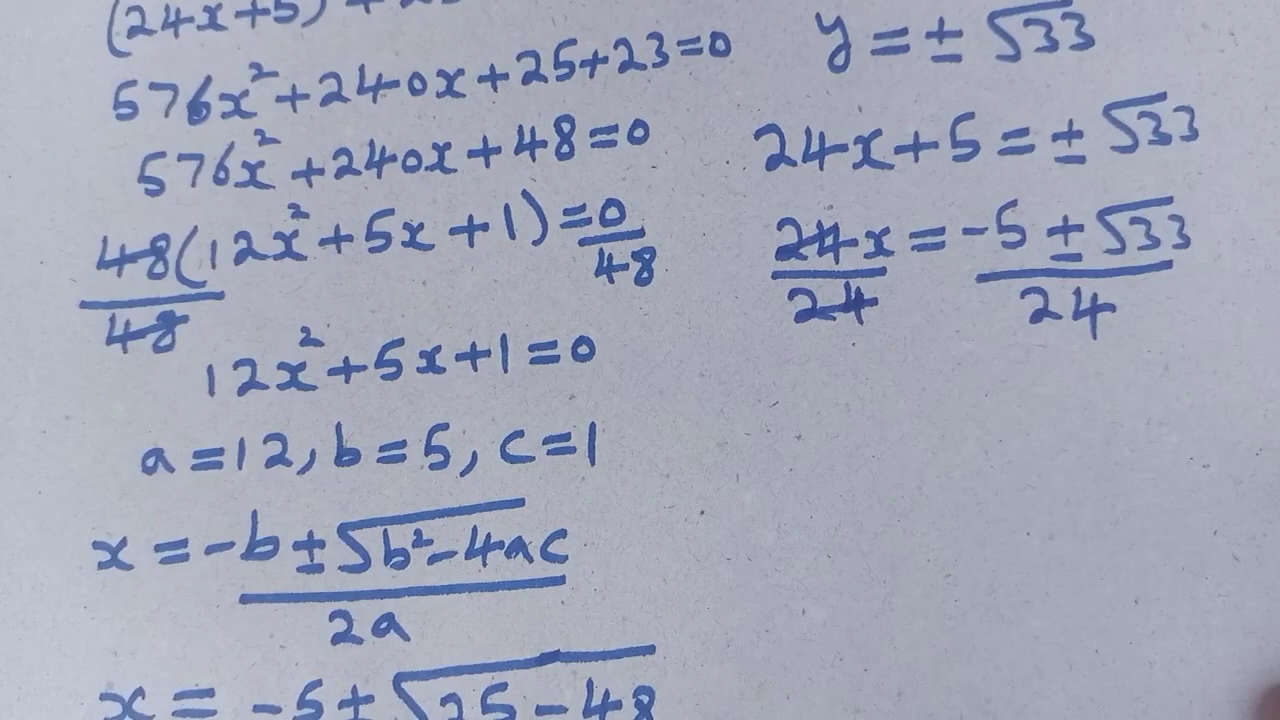 (24x+5)² + 2
576x²+240x+25+23=0
576x²+240x+48=0
48(12x²+5x+1)=0
48 48
12x²+5x+1=0
a=12, b=5, c=1
x=-b±√b²-4ac
2a
x= -5±√25-48
y=±√33
24x+5=±√33
24x=-5±√33
24 24